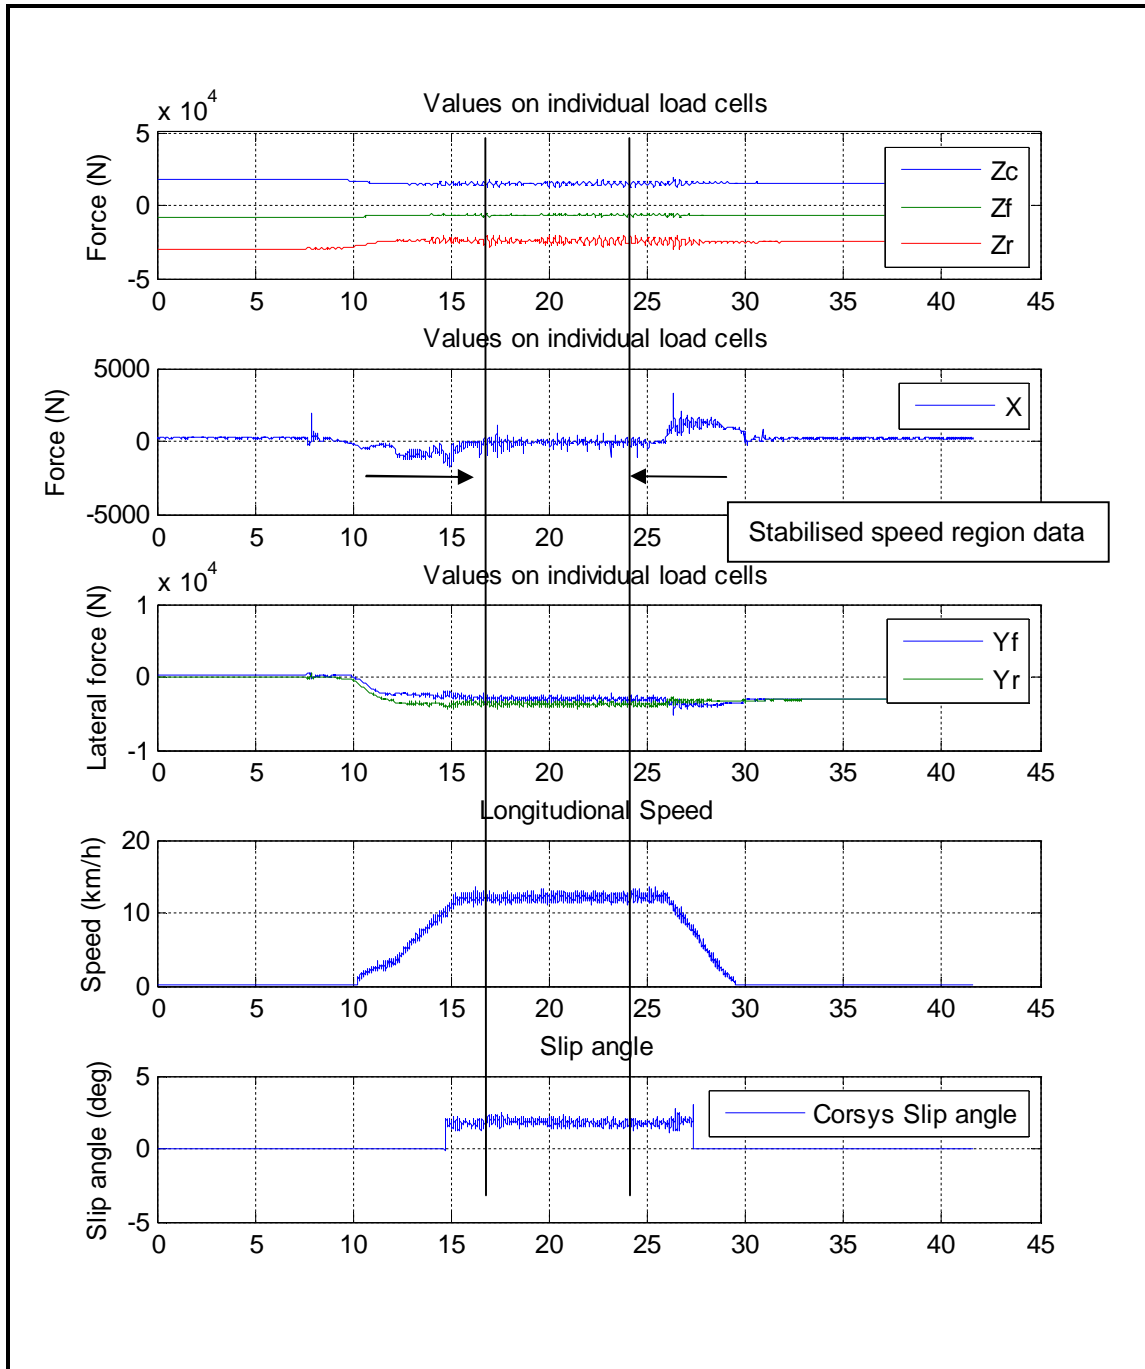 Values on individual load cells
x 10^4
Force (N)
5
0
-5
Zc
Zf
Zr
0 5 10 15 20 25 30 35 40 45
Values on individual load cells
Force (N)
5000
0
-5000
X
0 5 10 15 20 25 30 35 40 45
Stabilised speed region data
Values on individual load cells
x 10^4
Lateral force (N)
1
0
-1
Yf
Yr
0 5 10 15 20 25 30 35 40 45
Longitudional Speed
Speed (km/h)
20
10
0
0 5 10 15 20 25 30 35 40 45
Slip angle
Slip angle (deg)
5
0
-5
Corsys Slip angle
0 5 10 15 20 25 30 35 40 45